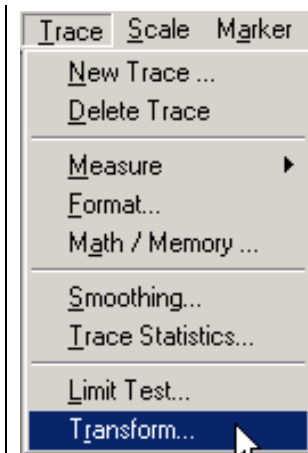 Trace Scale Marker
New Trace ...
Delete Trace
Measure
Format...
Math / Memory ...
Smoothing...
Trace Statistics...
Limit Test...
Transform...